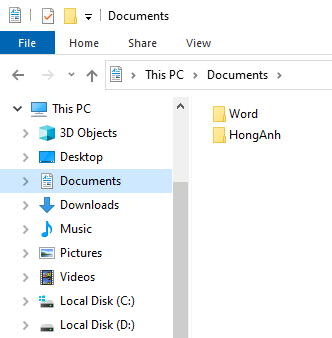 Documents
File Home Share View
This PC > Documents >
This PC
3D Objects
Desktop
Documents
Downloads
Music
Pictures
Videos
Local Disk (C:)
Local Disk (D:)
Word
HongAnh